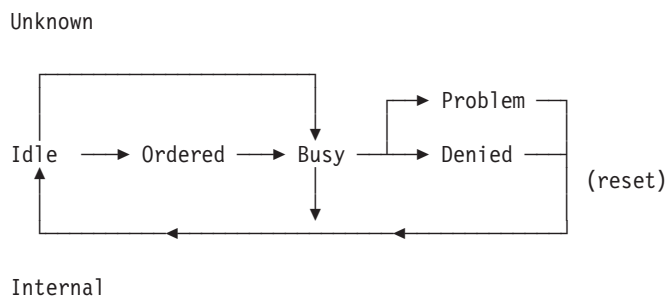 Unknown
Problem
Idle Ordered Busy Denied
(reset)
Internal